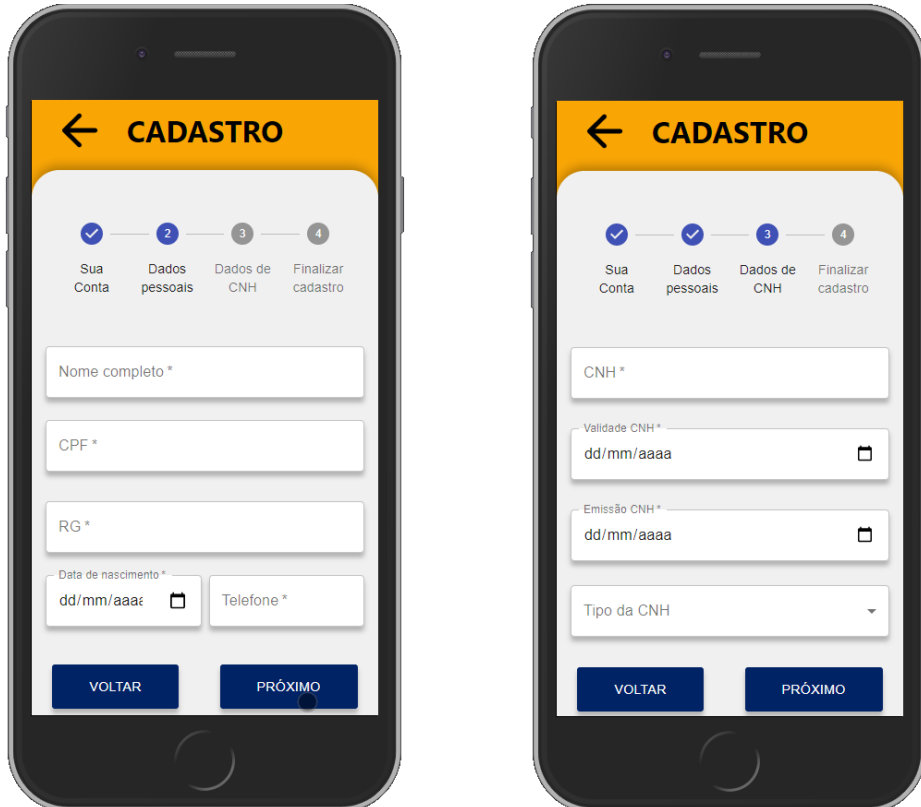 CADASTRO
2
3
4
Sua Conta
Dados pessoais
Dados de CNH
Finalizar cadastro
Nome completo *
CPF *
RG *
Data de nascimento *
dd/mm/aaaa
Telefone *
VOLTAR
PRÓXIMO
CADASTRO
3
4
Sua Conta
Dados pessoais
Dados de CNH
Finalizar cadastro
CNH *
Validade CNH *
dd/mm/aaaa
Emissão CNH *
dd/mm/aaaa
Tipo da CNH
VOLTAR
PRÓXIMO